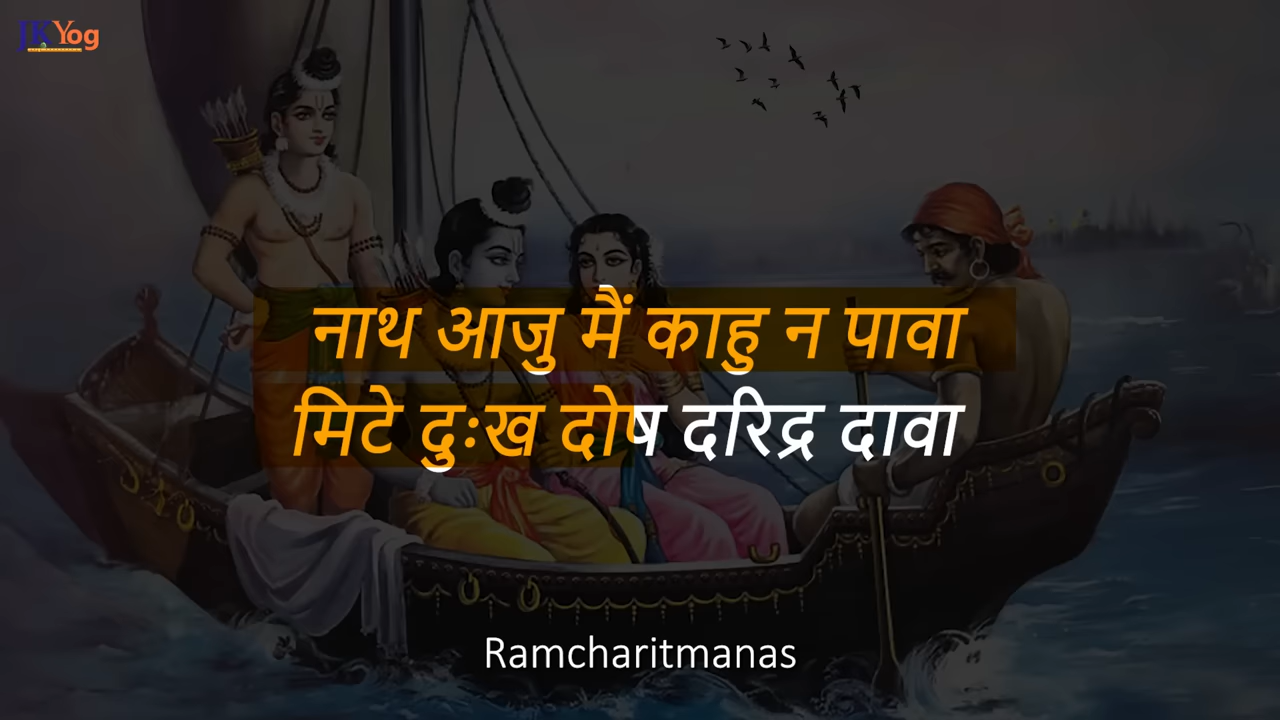 JKYog
नाथ आजु मैं काहु न पावा
मिटे दुःख दोष दरिद्र दावा
Ramcharitmanas